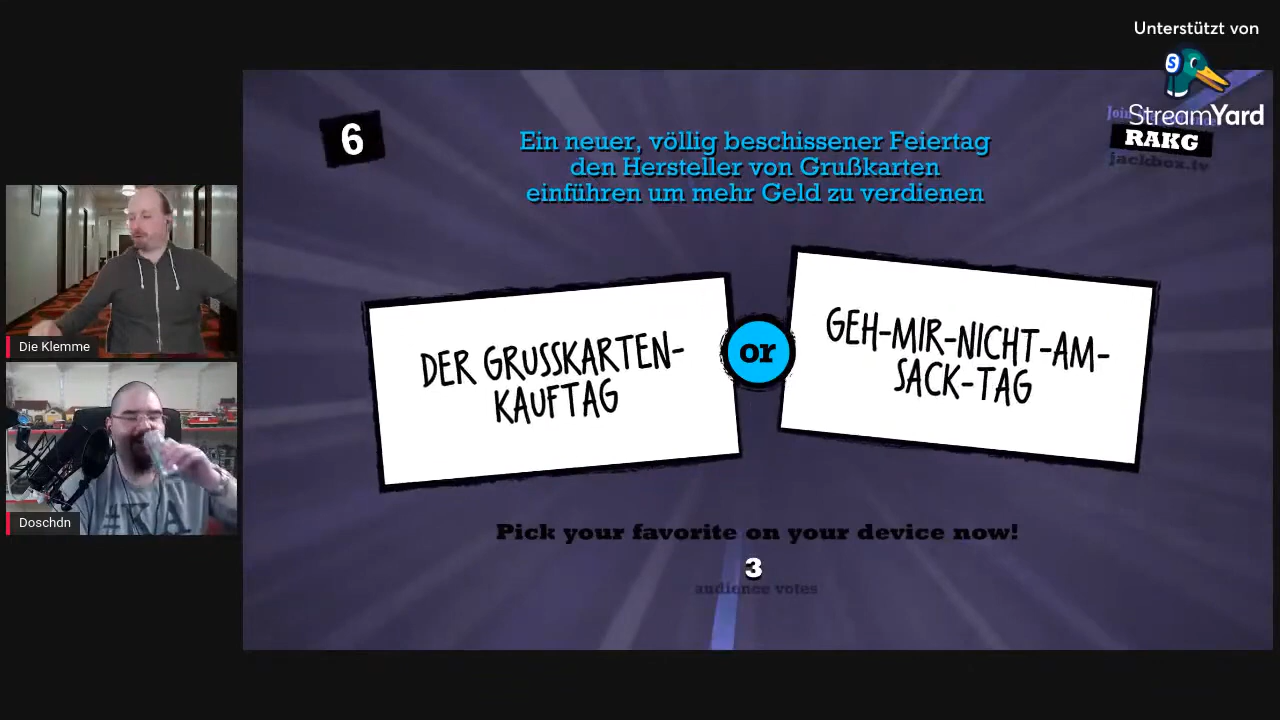 Unterstützt von
StreamYard
RAKG
jackbox.tv
6
Ein neuer, völlig beschissener Feiertag
den Hersteller von Grußkarten
einführen um mehr Geld zu verdienen
DER GRUSSKARTEN-
KAUFTAG
or
GEH-MIR-NICHT-AM-
SACK-TAG
Pick your favorite on your device now!
3
audience votes
Die Klemme
#KA
Doschdn